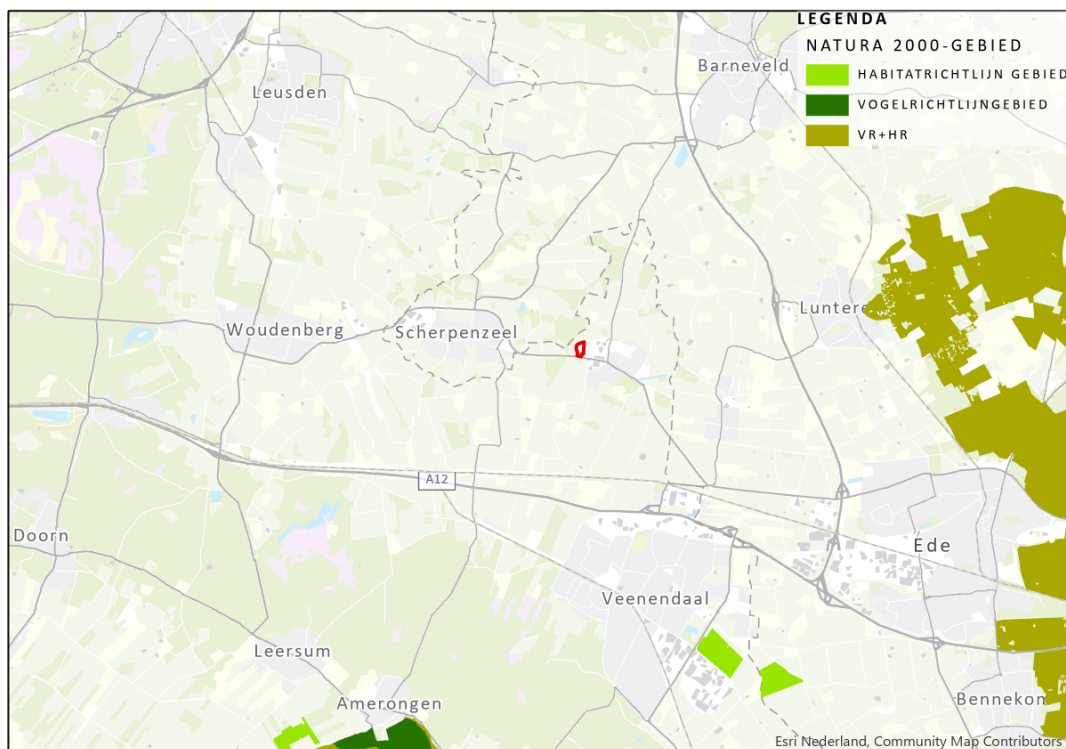 LEGENDA
NATURA 2000-GEBIED
HABITATRICHTLIJN GEBIED
VOGELRICHTLIJNGEBIED
VR+HR
Barneveld
Leusden
Lunteren
Woudenberg
Scherpenzeel
A12
Doorn
Ede
Veenendaal
Leersum
Amerongen
Bennekom
Esri Nederland, Community Map Contributors